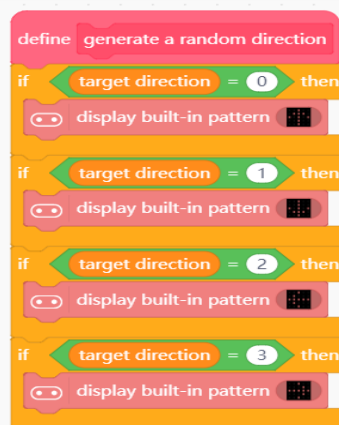 define generate a random direction
if target direction = 0 then
display built-in pattern
if target direction = 1 then
display built-in pattern
if target direction = 2 then
display built-in pattern
if target direction = 3 then
display built-in pattern